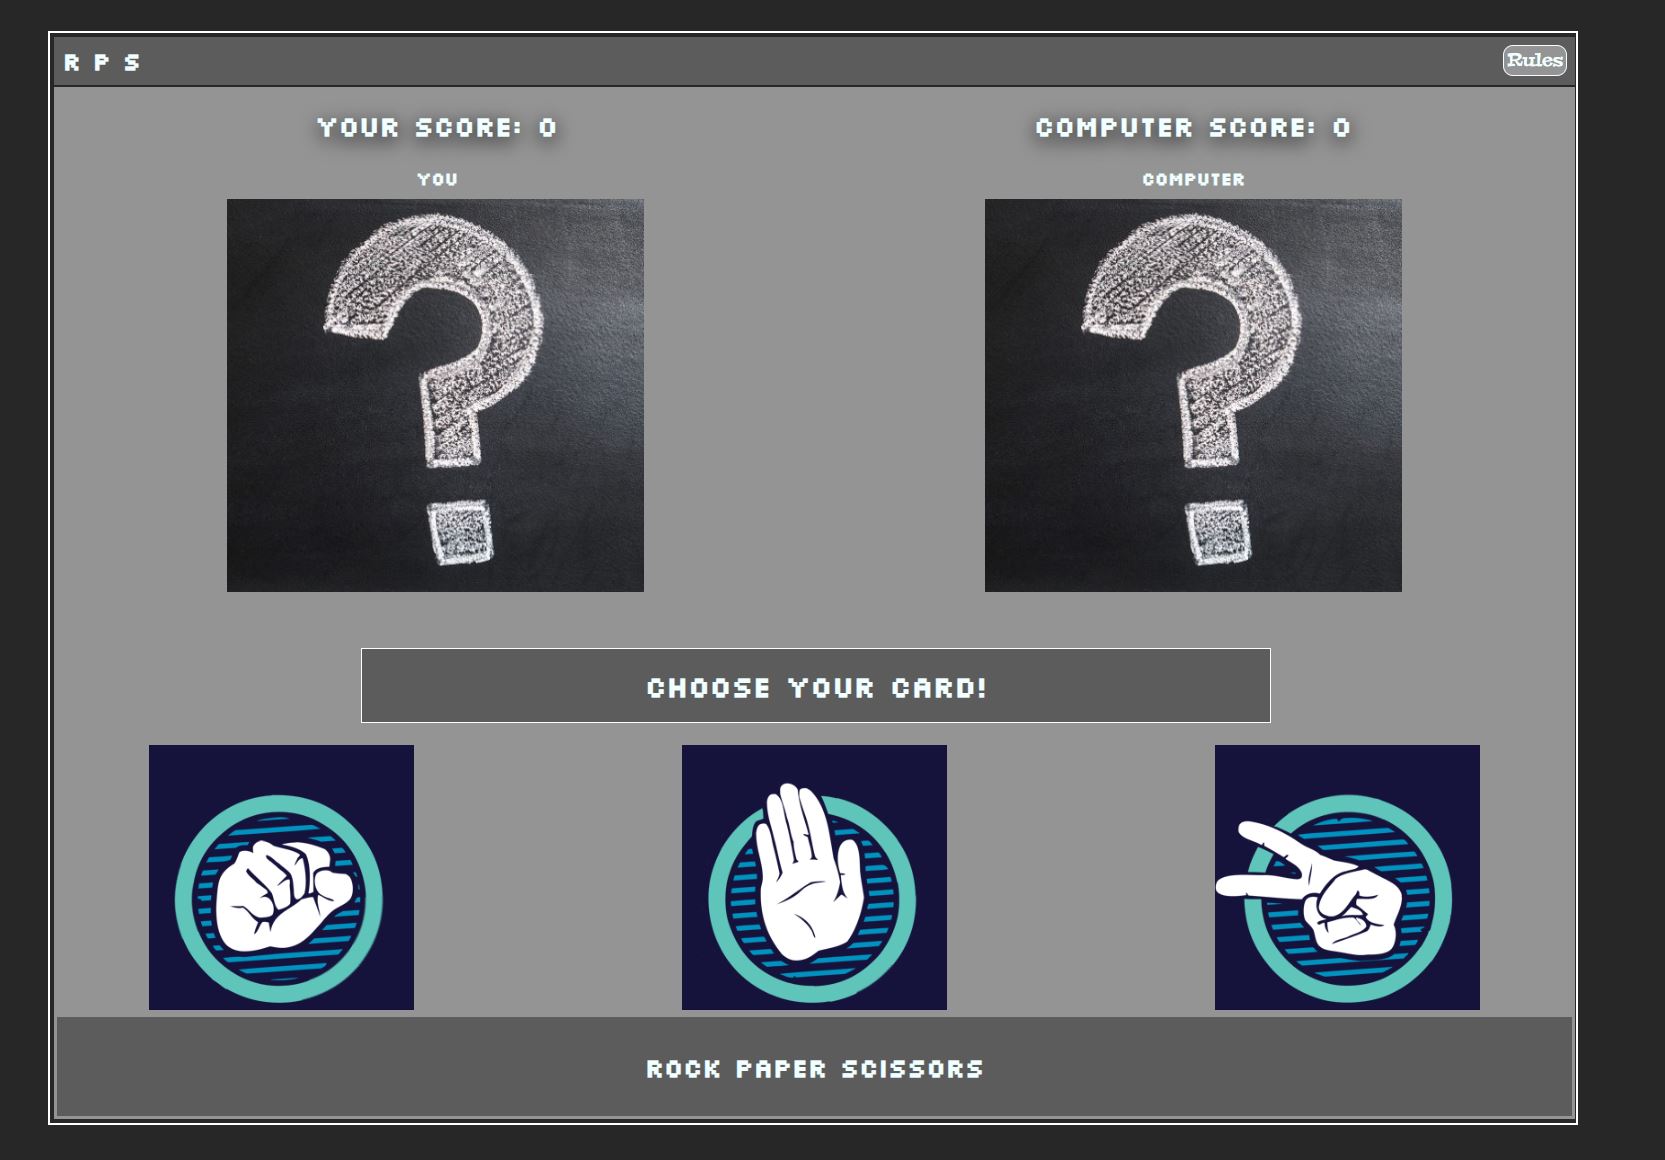 R P S
Rules
YOUR SCORE: 0
COMPUTER SCORE: 0
YOU
COMPUTER
CHOOSE YOUR CARD!
ROCK PAPER SCISSORS